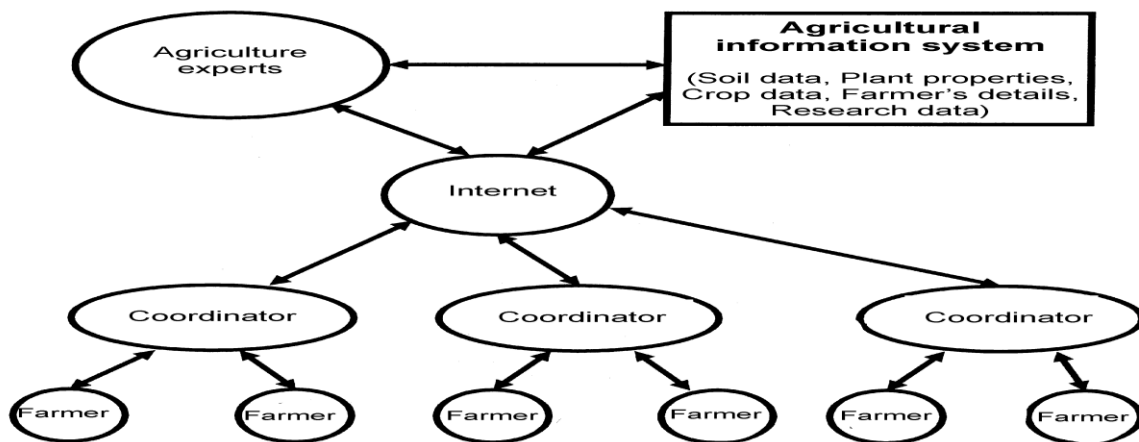 Agriculture
experts
Agricultural
information system
(Soil data, Plant properties,
Crop data, Farmer's details,
Research data)
Internet
Coordinator
Coordinator
Coordinator
Farmer
Farmer
Farmer
Farmer
Farmer
Farmer